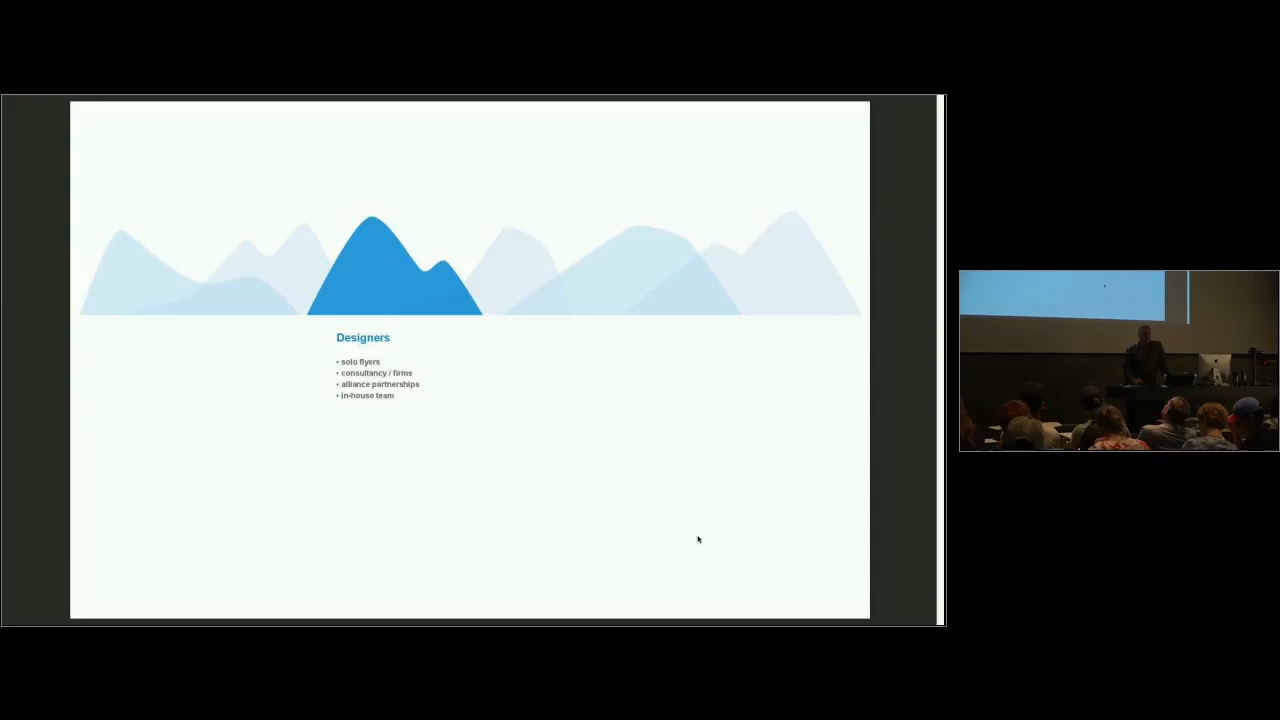 Designers
• solo flyers
• consultancy / firms
• alliance partnerships
• in-house team